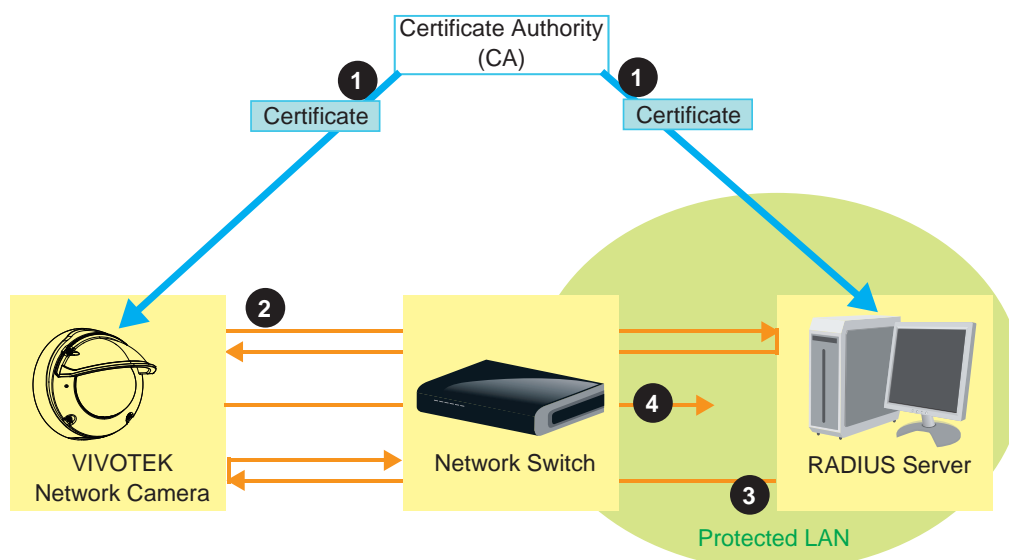 Certificate Authority
(CA)
1
1
Certificate
Certificate
2
4
VIVOTEK
Network Camera
Network Switch
RADIUS Server
3
Protected LAN